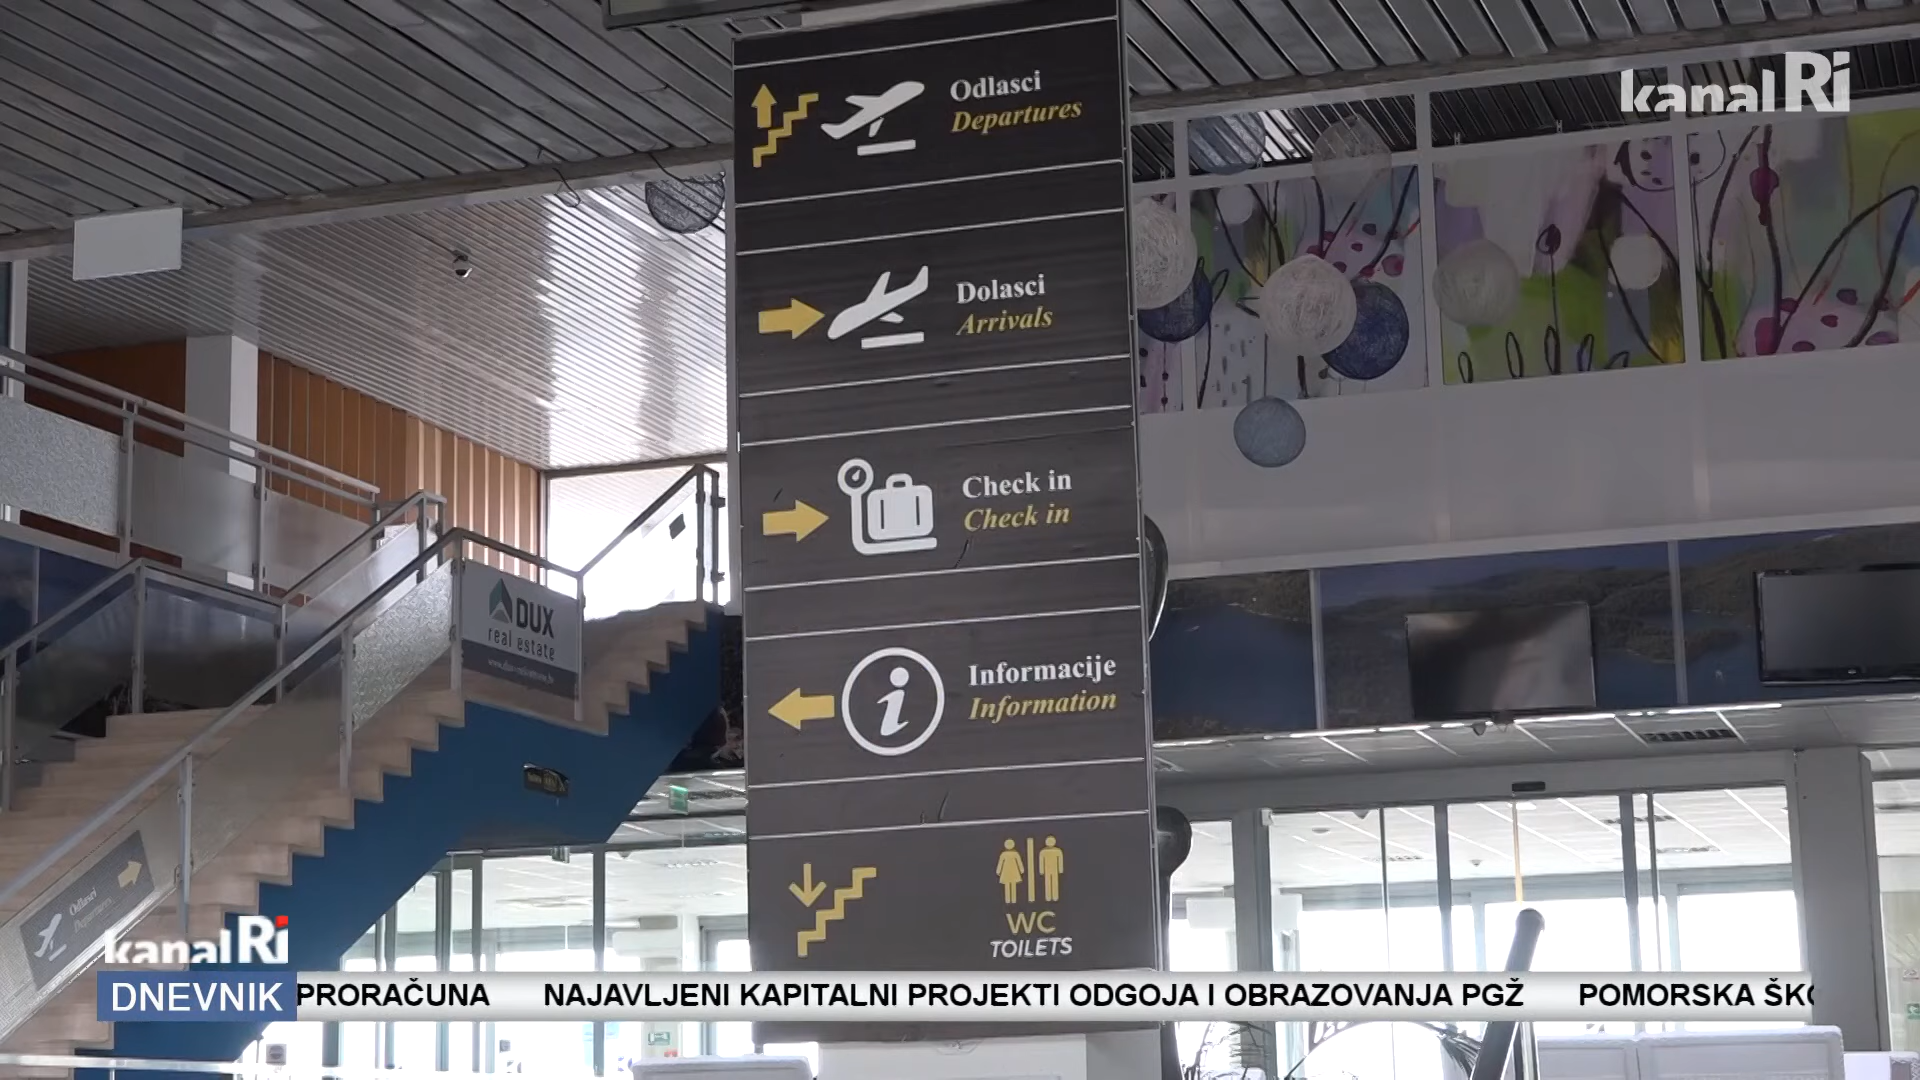 kanal Ri
Odlasci
Departures
Dolasci
Arrivals
Check in
Check in
Informacije
Information
WC
TOILETS
DUX
real estate
Odlasci
Departures
kanal Ri
DNEVNIK
PRORAČUNA NAJAVLJENI KAPITALNI PROJEKTI ODGOJA I OBRAZOVANJA PGŽ POMORSKA ŠKO